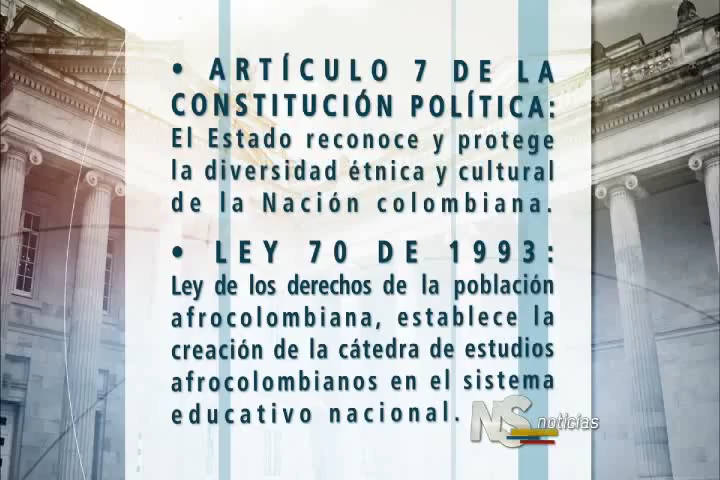 • ARTÍCULO 7 DE LA
CONSTITUCIÓN POLÍTICA:
El Estado reconoce y protege
la diversidad étnica y cultural
de la Nación colombiana.
• LEY 70 DE 1993:
Ley de los derechos de la población
afrocolombiana, establece la
creación de la cátedra de estudios
afrocolombianos en el sistema
educativo nacional.
NS noticias